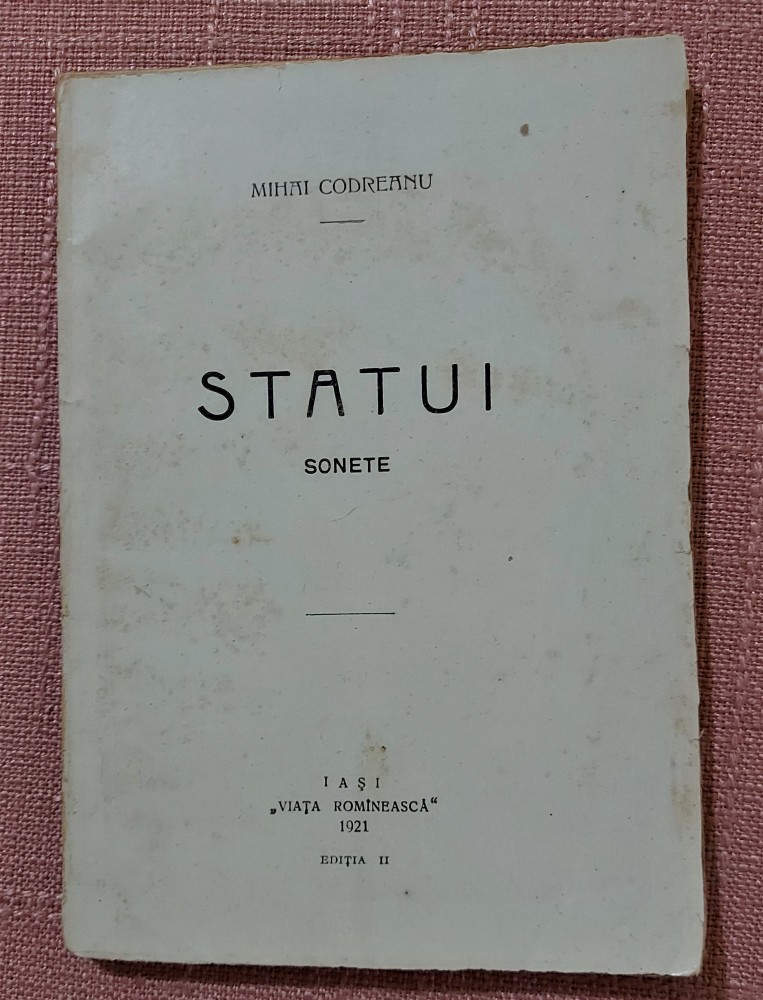 MIHAI CODREANU
STATUI
SONETE
IAŞI
„VIAŢA ROMÎNEASCĂ“
1921
EDIŢIA II